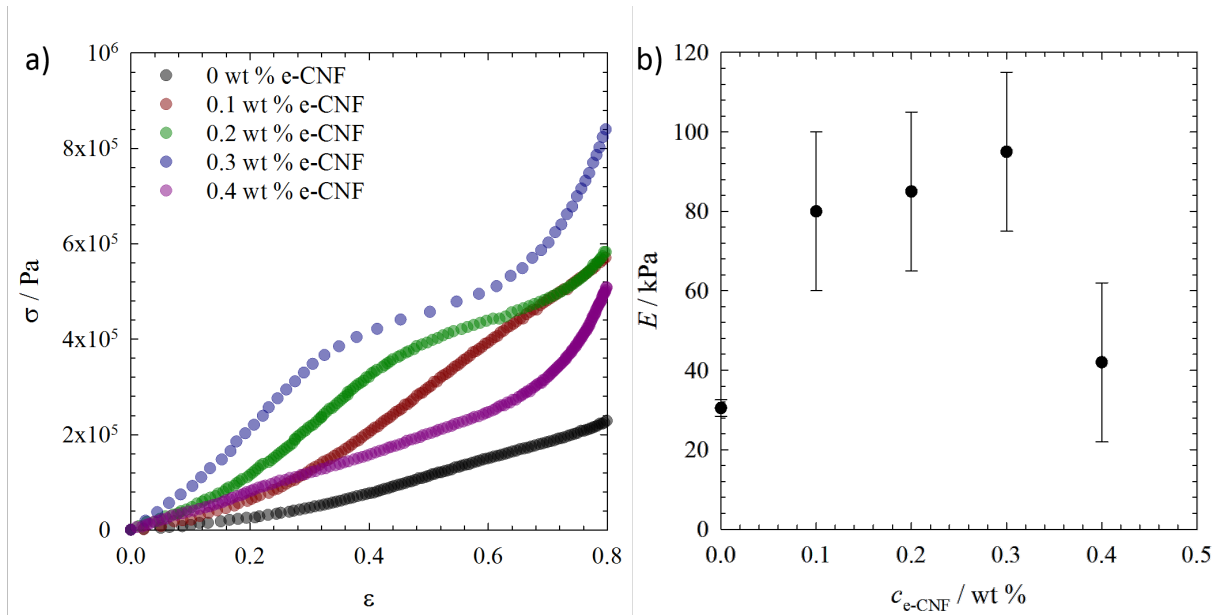 a)
σ / Pa
10⁶
8x10⁵
6x10⁵
4x10⁵
2x10⁵
0
0 wt % e-CNF
0.1 wt % e-CNF
0.2 wt % e-CNF
0.3 wt % e-CNF
0.4 wt % e-CNF
0.0 0.2 0.4 0.6 0.8
ε
b)
E / kPa
120
100
80
60
40
20
0
0.0 0.1 0.2 0.3 0.4 0.5
c e-CNF / wt %